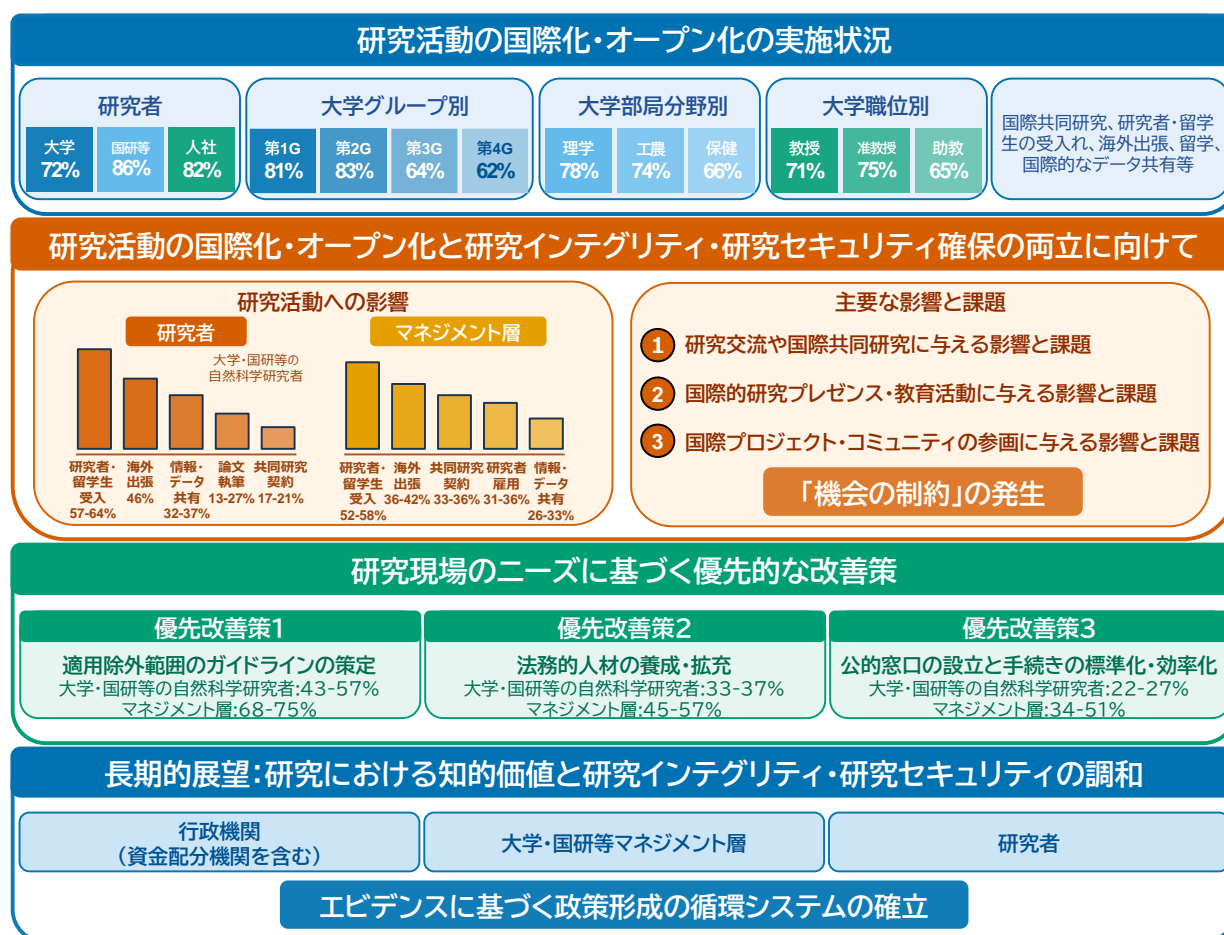 研究活動の国際化・オープン化の実施状況
研究者
大学
72%
国研等
86%
人社
82%
大学グループ別
第1G
81%
第2G
83%
第3G
64%
第4G
62%
大学部局分野別
理学
78%
工農
74%
保健
66%
大学職位別
教授
71%
准教授
75%
助教
65%
国際共同研究、研究者・留学
生の受入れ、海外出張、留学、
国際的なデータ共有等
研究活動の国際化・オープン化と研究インテグリティ・研究セキュリティ確保の両立に向けて
研究活動への影響
研究者
大学・国研等の
自然科学研究者
研究者・
留学生
受入
57-64%
海外
出張
46%
情報・
データ
共有
32-37%
論文
執筆
13-27%
共同研究
契約
17-21%
マネジメント層
研究者・
留学生
受入
52-58%
海外
出張
36-42%
共同研究
契約
33-36%
研究者
雇用
31-36%
情報・
データ
共有
26-33%
主要な影響と課題
1 研究交流や国際共同研究に与える影響と課題
2 国際的研究プレゼンス・教育活動に与える影響と課題
3 国際プロジェクト・コミュニティの参画に与える影響と課題
「機会の制約」の発生
研究現場のニーズに基づく優先的な改善策
優先改善策1
適用除外範囲のガイドラインの策定
大学・国研等の自然科学研究者:43-57%
マネジメント層:68-75%
優先改善策2
法務的人材の養成・拡充
大学・国研等の自然科学研究者:33-37%
マネジメント層:45-57%
優先改善策3
公的窓口の設立と手続きの標準化・効率化
大学・国研等の自然科学研究者:22-27%
マネジメント層:34-51%
長期的展望:研究における知的価値と研究インテグリティ・研究セキュリティの調和
行政機関
(資金配分機関を含む)
大学・国研等マネジメント層
研究者
エビデンスに基づく政策形成の循環システムの確立